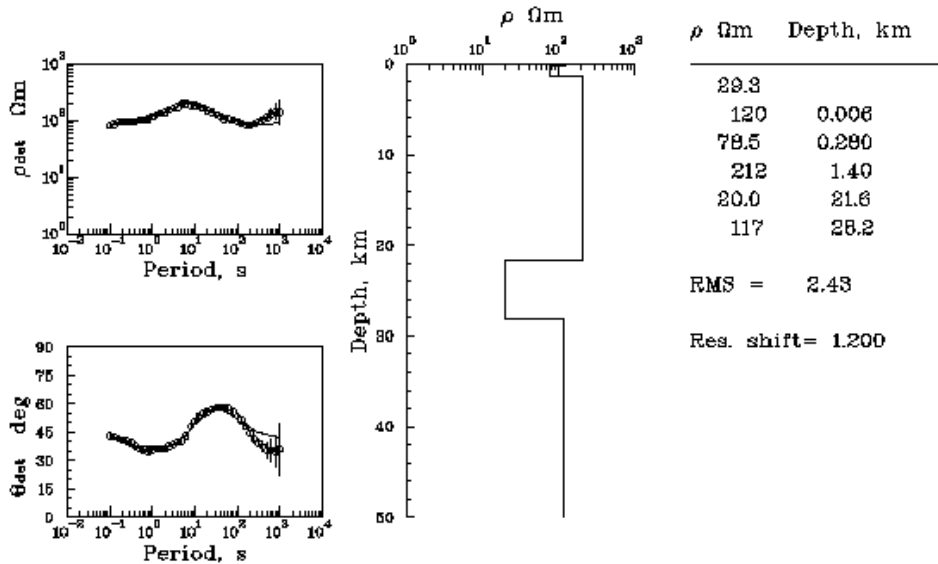 ρ Ωm
10⁰ 10¹ 10² 10³
0
10
20
30
40
50
Depth, km
ρdet Ωm
10³
10²
10¹
10⁰
10⁻² 10⁻¹ 10⁰ 10¹ 10² 10³ 10⁴
Period, s
θdet deg
90
75
60
45
30
15
0
10⁻² 10⁻¹ 10⁰ 10¹ 10² 10³ 10⁴
Period, s
ρ Ωm Depth, km
29.3
120 0.006
78.5 0.280
212 1.40
20.0 21.6
117 28.2
RMS = 2.43
Res. shift= 1.200